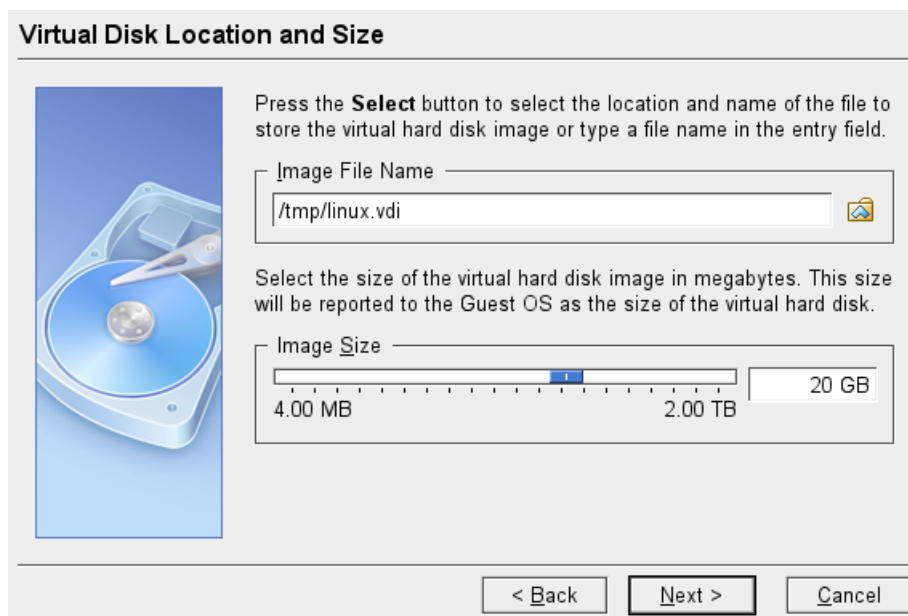 Virtual Disk Location and Size
Press the Select button to select the location and name of the file to
store the virtual hard disk image or type a file name in the entry field.
Image File Name
/tmp/linux.vdi
Select the size of the virtual hard disk image in megabytes. This size
will be reported to the Guest OS as the size of the virtual hard disk.
Image Size
20 GB
4.00 MB 2.00 TB
< Back Next > Cancel